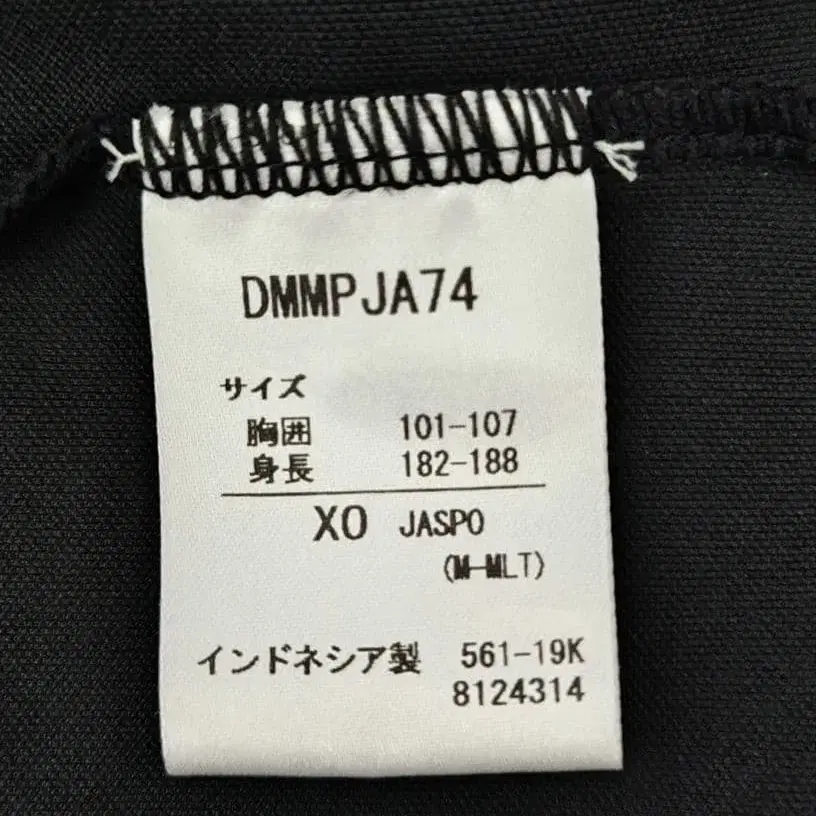 DMMPJA74
サイズ
胸囲 101-107
身長 182-188
XO JASPO
(M-MLT)
インドネシア製 561-19K
8124314